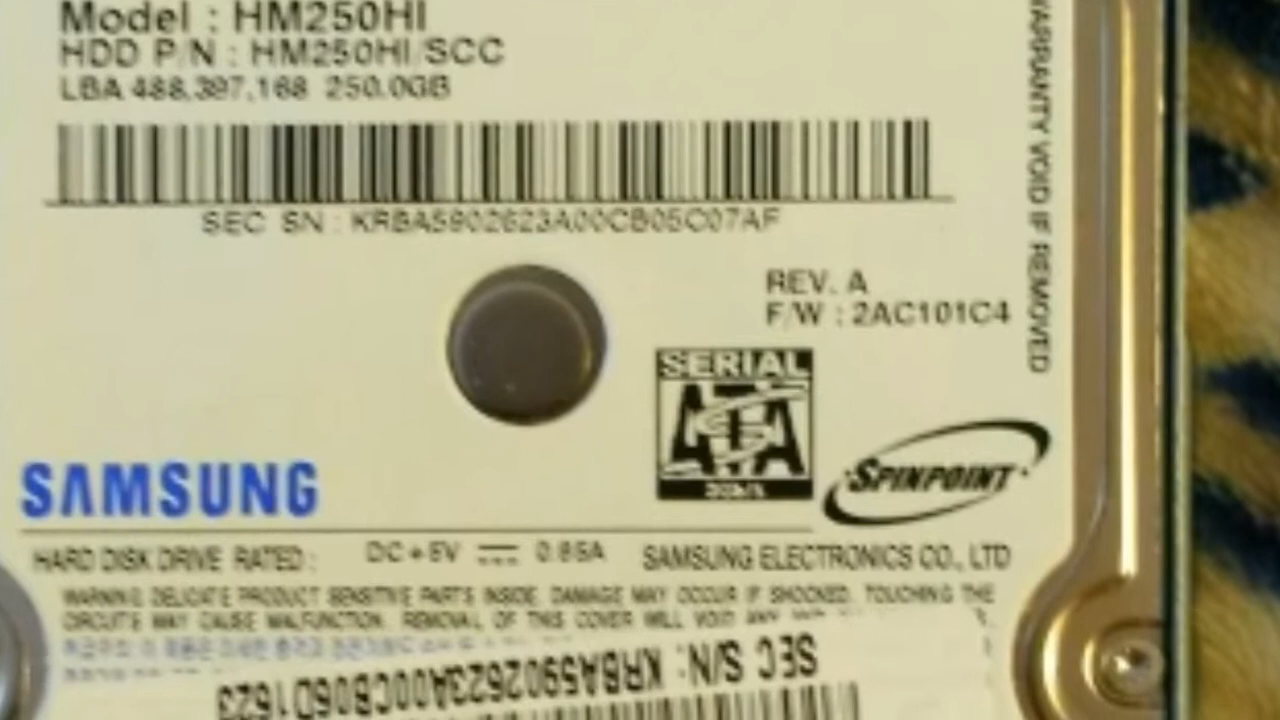 Model : HM250HI
HDD P/N : HM250HI/SCC
LBA 488,397,168 250.0GB
SEC SN : KRBA5902623A00CB05C07AF
REV. A
F/W : 2AC101C4
WARRANTY VOID IF REMOVED
SERIAL
ATA
SPINPOINT
SAMSUNG
HARD DISK DRIVE RATED : DC+5V 0.85A SAMSUNG ELECTRONICS CO., LTD
WARNING DELICATE PRODUCT SENSITIVE PARTS INSIDE. DAMAGE MAY OCCUR IF SHOCKED. TOUCHING THE
CIRCUITS MAY CAUSE MALFUNCTION. REMOVAL OF THIS COVER WILL VOID ANY
SEC S/N: KRBA5902623A00CB06D1623